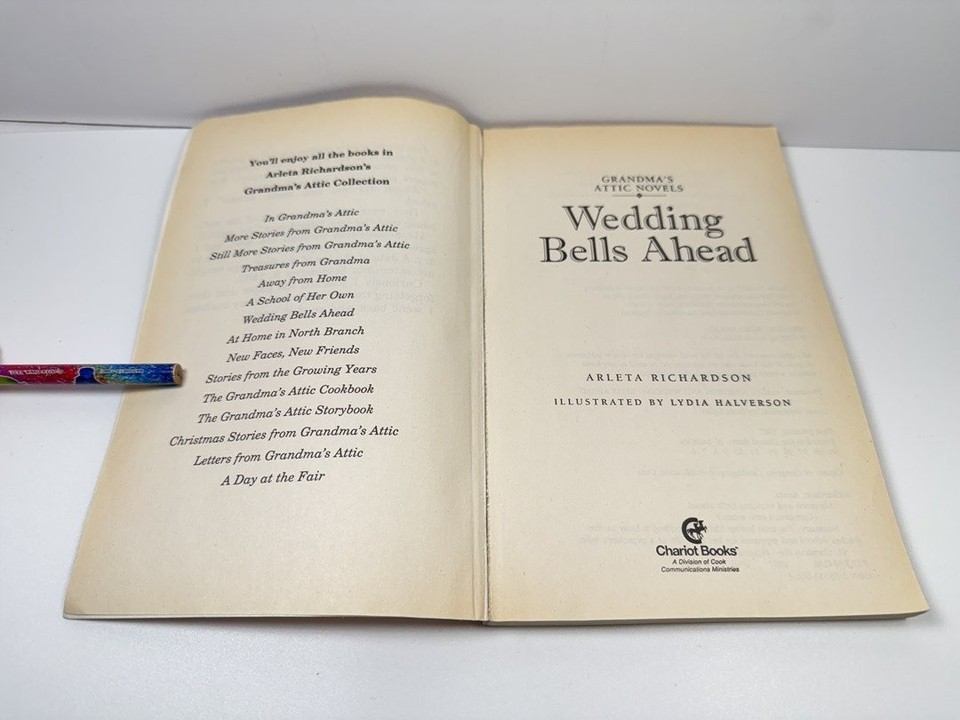 You'll enjoy all the books in
Arleta Richardson's
Grandma's Attic Collection
In Grandma's Attic
More Stories from Grandma's Attic
Still More Stories from Grandma's Attic
Treasures from Grandma
Away from Home
A School of Her Own
Wedding Bells Ahead
At Home in North Branch
New Faces, New Friends
Stories from the Growing Years
The Grandma's Attic Cookbook
The Grandma's Attic Storybook
Christmas Stories from Grandma's Attic
Letters from Grandma's Attic
A Day at the Fair
GRANDMA'S
ATTIC NOVELS
Wedding
Bells Ahead
ARLETA RICHARDSON
ILLUSTRATED BY LYDIA HALVERSON
Chariot Books
A Division of Cook
Communications Ministries